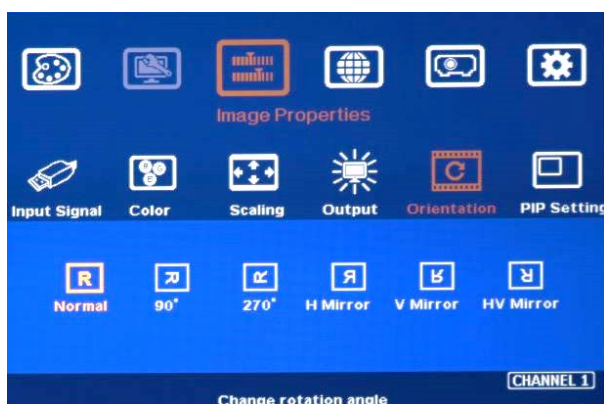 Image Properties
Input Signal Color Scaling Output Orientation PIP Setting
R
Normal 90° 270° H Mirror V Mirror HV Mirror
CHANNEL 1
Change rotation angle